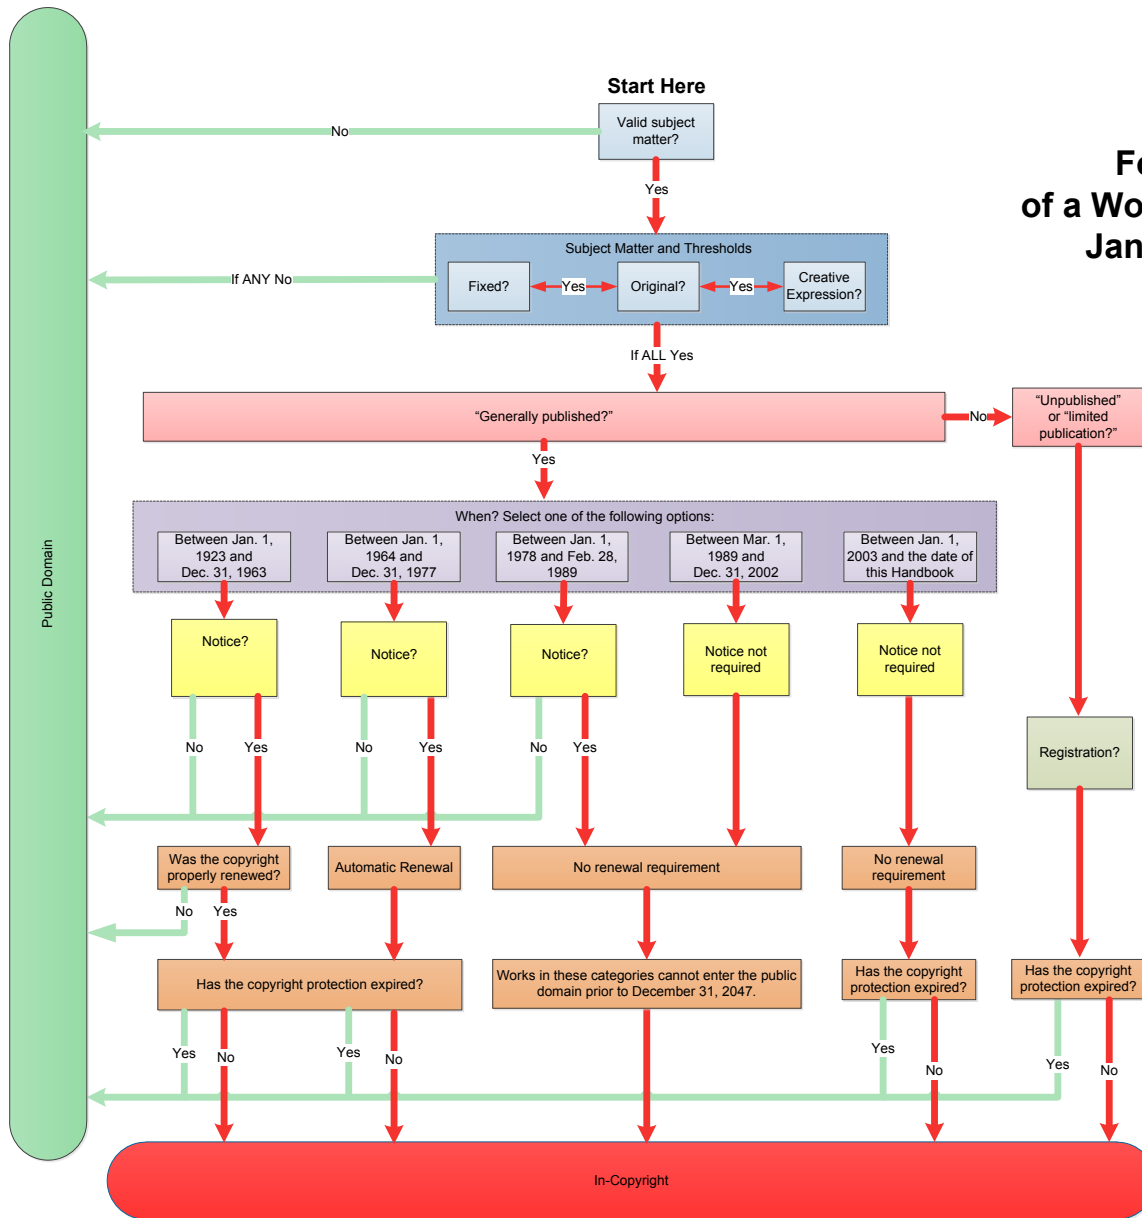 Start Here
Valid subject
matter?
No
Yes
Fo
of a Wo
Jan
Subject Matter and Thresholds
Fixed?
Yes
Original?
Yes
Creative
Expression?
If ANY No
If ALL Yes
“Generally published?”
No
“Unpublished”
or “limited
publication?”
Yes
When? Select one of the following options:
Between Jan. 1,
1923 and
Dec. 31, 1963
Between Jan. 1,
1964 and
Dec. 31, 1977
Between Jan. 1,
1978 and Feb. 28,
1989
Between Mar. 1,
1989 and
Dec. 31, 2002
Between Jan. 1,
2003 and the date of
this Handbook
Public Domain
Notice?
Notice?
Notice?
Notice not
required
Notice not
required
No
Yes
No
Yes
No
Yes
Registration?
Was the copyright
properly renewed?
Automatic Renewal
No renewal requirement
No renewal
requirement
No
Yes
Has the copyright protection expired?
Works in these categories cannot enter the public
domain prior to December 31, 2047.
Has the copyright
protection expired?
Has the copyright
protection expired?
Yes
No
Yes
No
Yes
No
Yes
No
In-Copyright